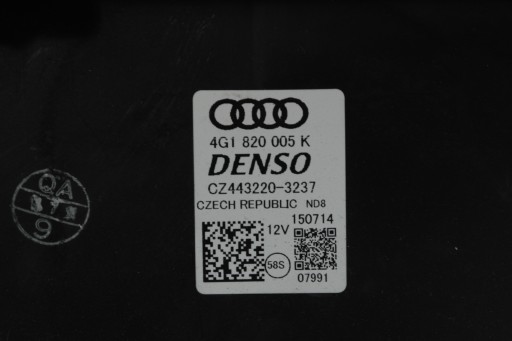 4G1 820 005 K
DENSO
CZ443220-3237
CZECH REPUBLIC ND8
150714
12V
58S
07991
QA
9